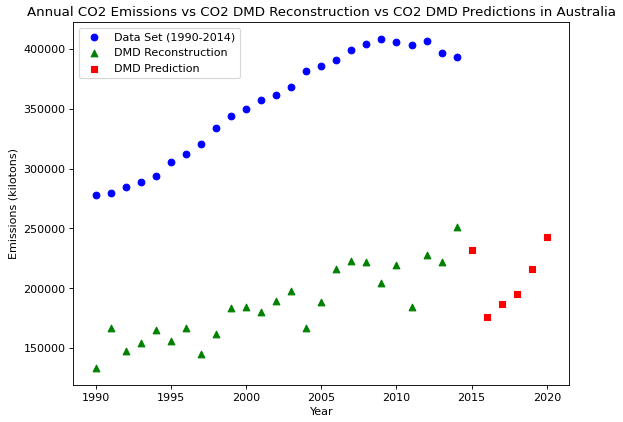 Annual CO2 Emissions vs CO2 DMD Reconstruction vs CO2 DMD Predictions in Australia
Data Set (1990-2014)
DMD Reconstruction
DMD Prediction
400000
350000
300000
250000
200000
150000
Emissions (kilotons)
1990 1995 2000 2005 2010 2015 2020
Year